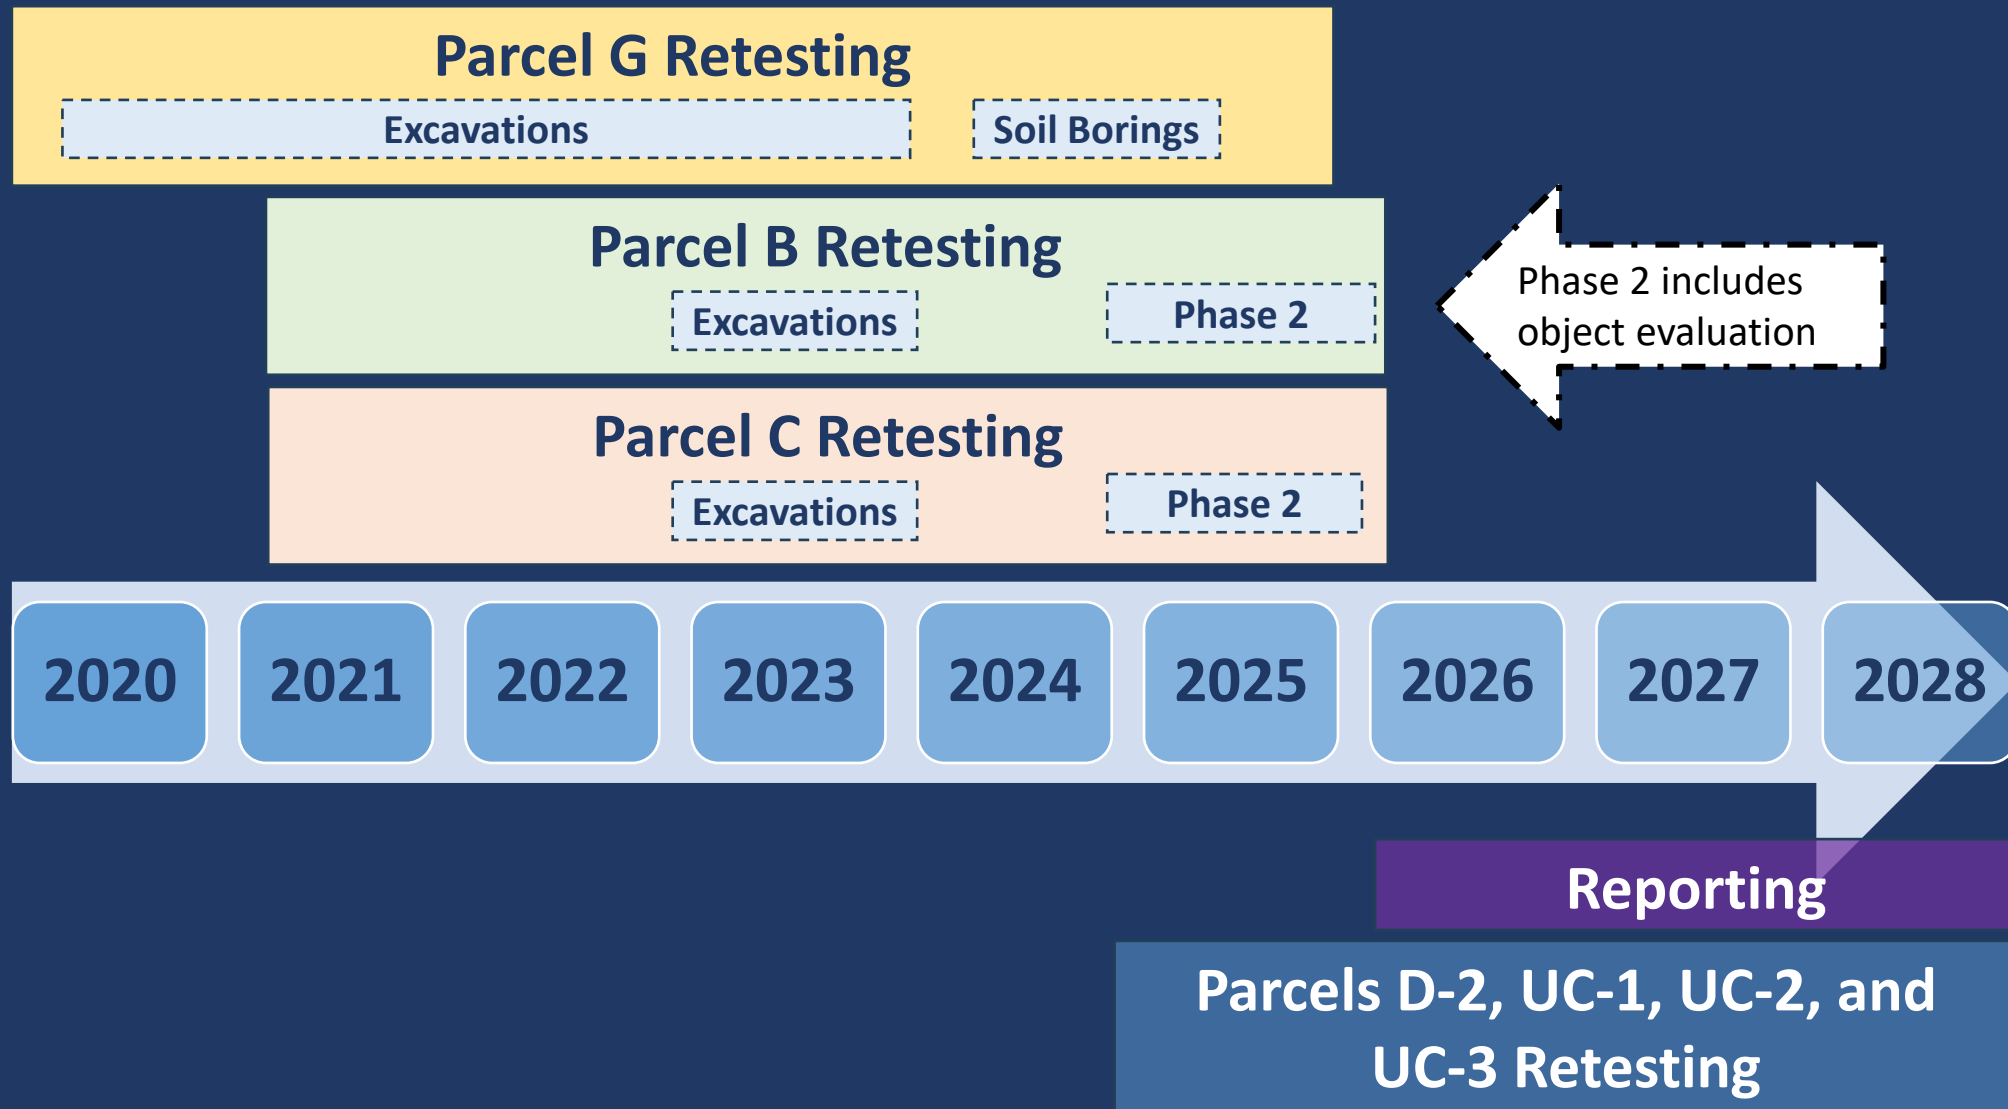 Parcel G Retesting
Excavations
Soil Borings
Parcel B Retesting
Excavations
Phase 2
Phase 2 includes
object evaluation
Parcel C Retesting
Excavations
Phase 2
2020
2021
2022
2023
2024
2025
2026
2027
2028
Reporting
Parcels D-2, UC-1, UC-2, and
UC-3 Retesting